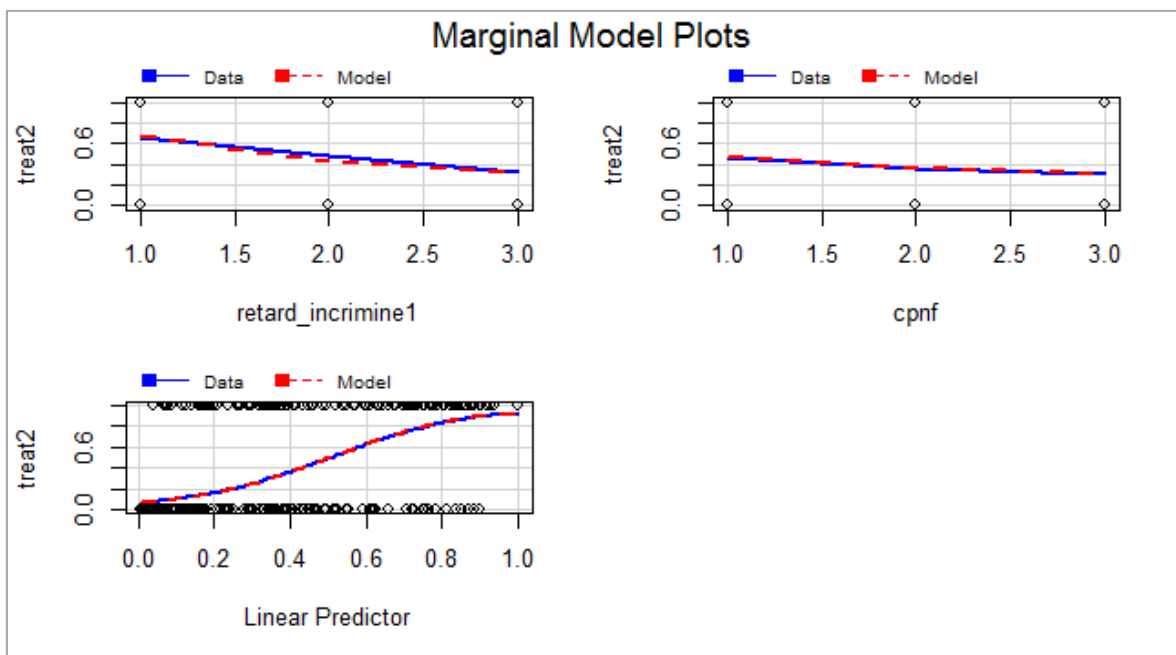 Marginal Model Plots
Data Model
treat2
0.0 0.6
1.0 1.5 2.0 2.5 3.0
retard_incrimine1
Data Model
treat2
0.0 0.6
1.0 1.5 2.0 2.5 3.0
cpnf
Data Model
treat2
0.0 0.6
0.0 0.2 0.4 0.6 0.8 1.0
Linear Predictor